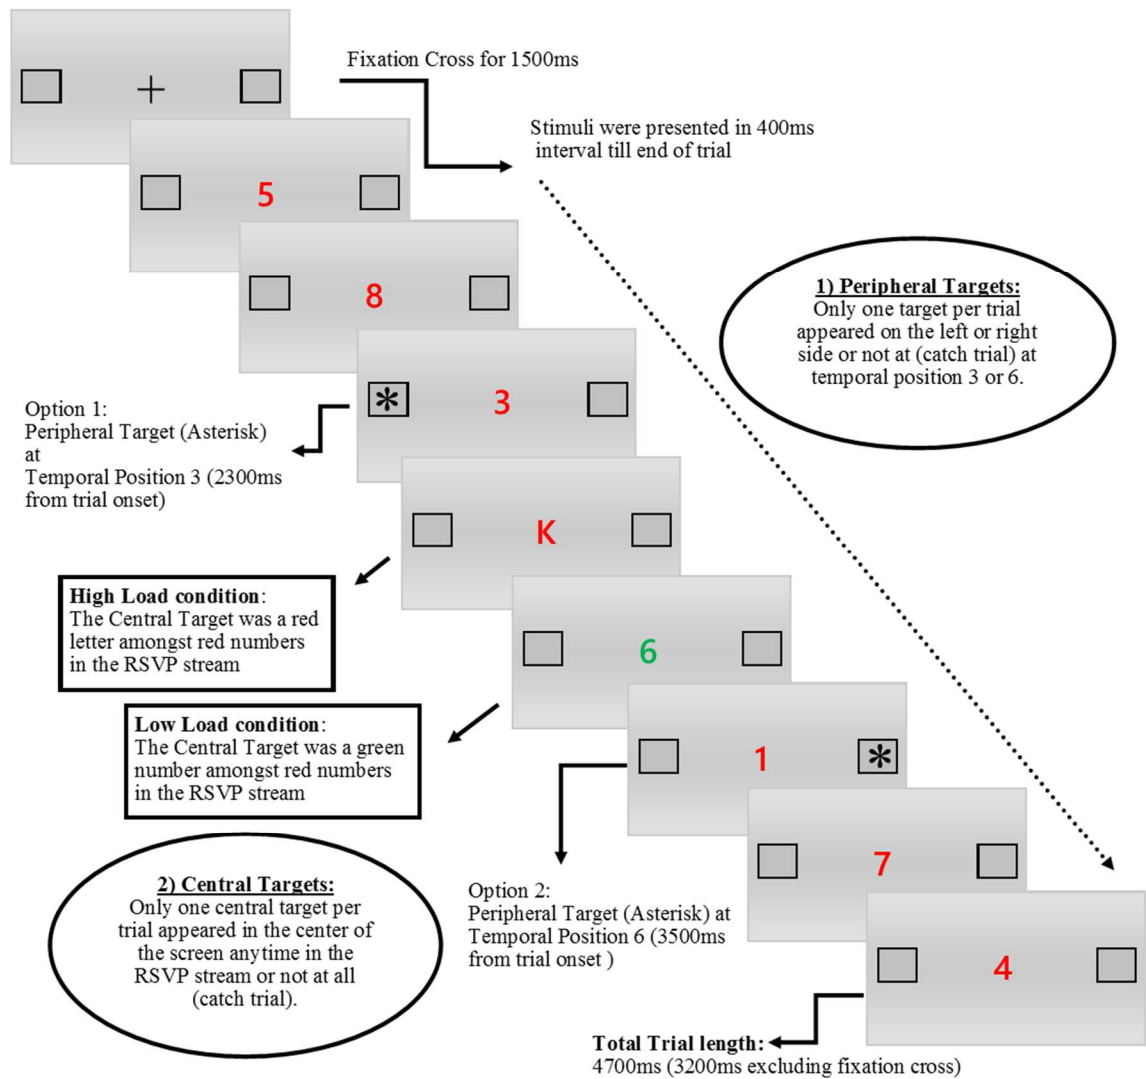 Fixation Cross for 1500ms
+
Stimuli were presented in 400ms
interval till end of trial
5
8
1) Peripheral Targets:
Only one target per trial
appeared on the left or right
side or not at (catch trial) at
temporal position 3 or 6.
* 3
Option 1:
Peripheral Target (Asterisk)
at
Temporal Position 3 (2300ms
from trial onset)
K
High Load condition:
The Central Target was a red
letter amongst red numbers
in the RSVP stream
6
Low Load condition:
The Central Target was a green
number amongst red numbers
in the RSVP stream
1 *
7
2) Central Targets:
Only one central target per
trial appeared in the center of
the screen anytime in the
RSVP stream or not at all
(catch trial).
Option 2:
Peripheral Target (Asterisk) at
Temporal Position 6 (3500ms
from trial onset )
4
Total Trial length:
4700ms (3200ms excluding fixation cross)